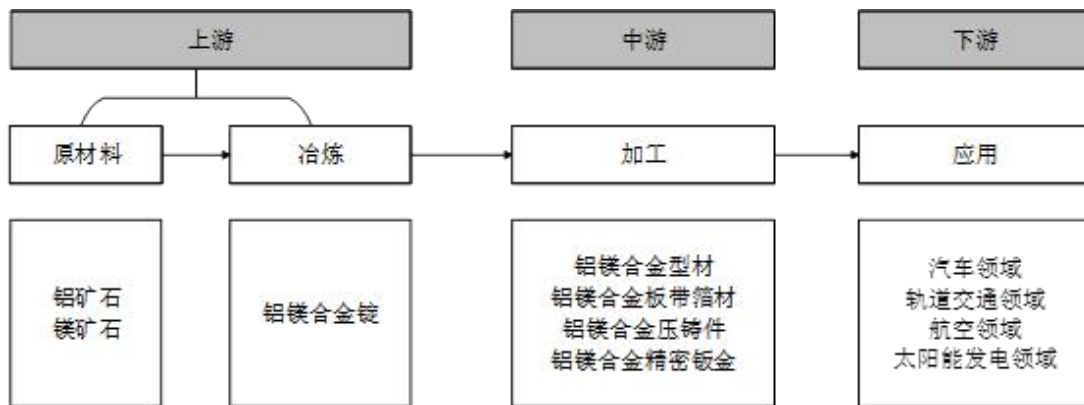 上游
中游
下游
原材料
冶炼
加工
应用
铝矿石
镁矿石
铝镁合金锭
铝镁合金型材
铝镁合金板带箔材
铝镁合金压铸件
铝镁合金精密钣金
汽车领域
轨道交通领域
航空领域
太阳能发电领域